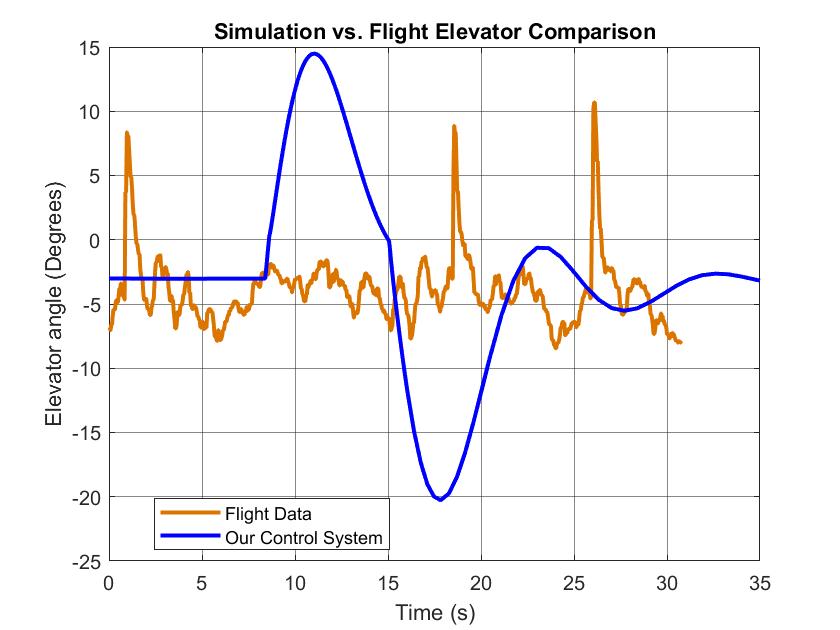 Simulation vs. Flight Elevator Comparison
Elevator angle (Degrees)
15
10
5
0
-5
-10
-15
-20
-25
Flight Data
Our Control System
0 5 10 15 20 25 30 35
Time (s)